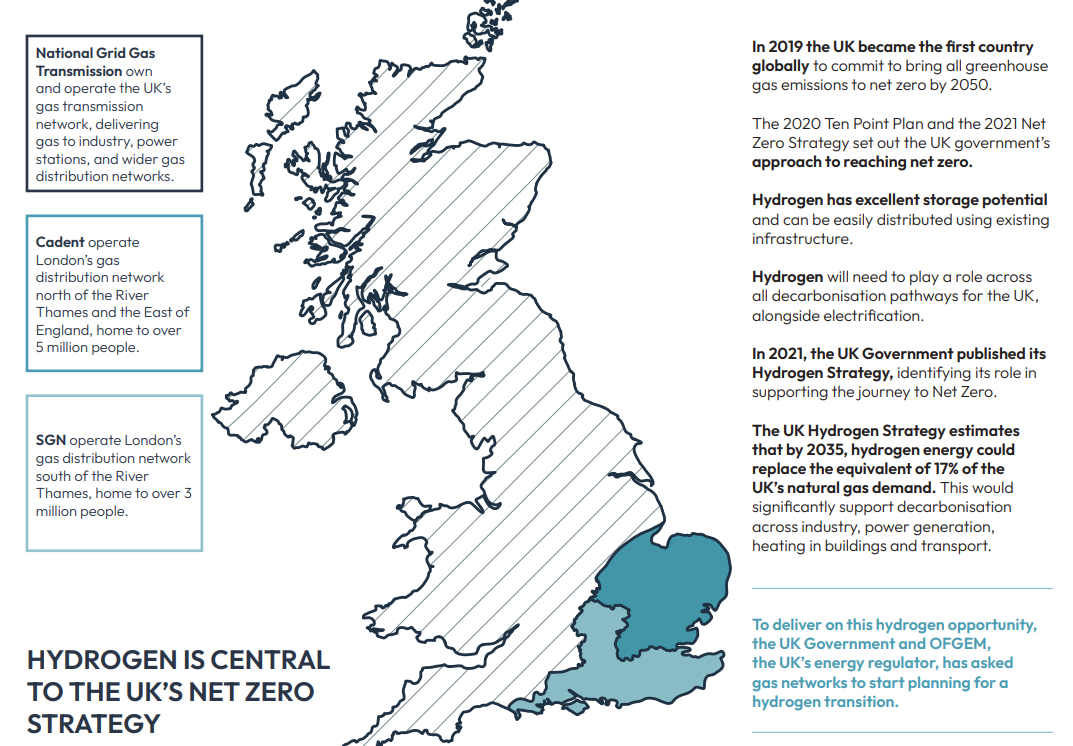 National Grid Gas
Transmission own
and operate the UK's
gas transmission
network, delivering
gas to industry, power
stations, and wider gas
distribution networks.
Cadent operate
London's gas
distribution network
north of the River
Thames and the East of
England, home to over
5 million people.
SGN operate London's
gas distribution network
south of the River
Thames, home to over 3
million people.
HYDROGEN IS CENTRAL
TO THE UK'S NET ZERO
STRATEGY
In 2019 the UK became the first country
globally to commit to bring all greenhouse
gas emissions to net zero by 2050.
The 2020 Ten Point Plan and the 2021 Net
Zero Strategy set out the UK government's
approach to reaching net zero.
Hydrogen has excellent storage potential
and can be easily distributed using existing
infrastructure.
Hydrogen will need to play a role across
all decarbonisation pathways for the UK,
alongside electrification.
In 2021, the UK Government published its
Hydrogen Strategy, identifying its role in
supporting the journey to Net Zero.
The UK Hydrogen Strategy estimates
that by 2035, hydrogen energy could
replace the equivalent of 17% of the
UK's natural gas demand. This would
significantly support decarbonisation
across industry, power generation,
heating in buildings and transport.
To deliver on this hydrogen opportunity,
the UK Government and OFGEM,
the UK's energy regulator, has asked
gas networks to start planning for a
hydrogen transition.